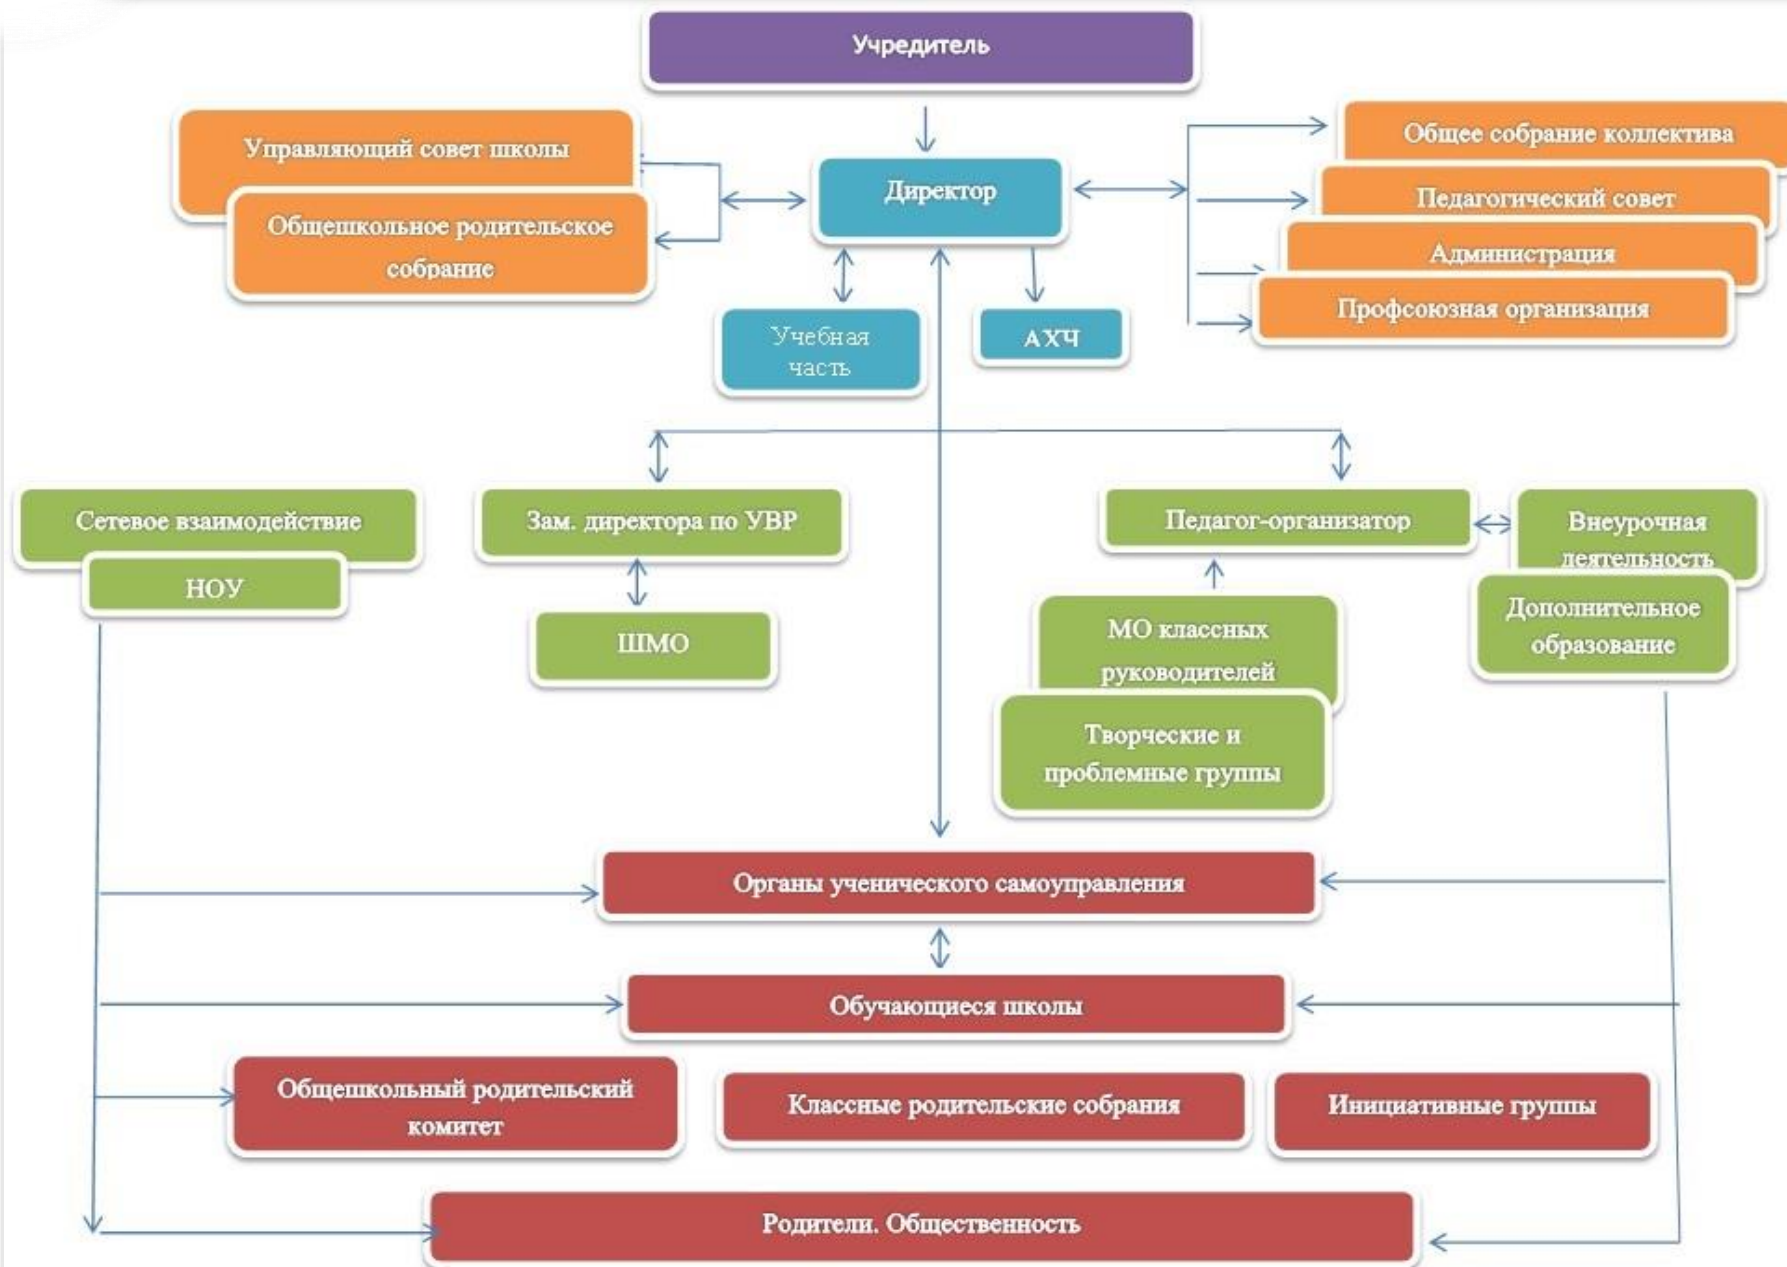 Учредитель
Управляющий совет школы
Общешкольное родительское
собрание
Директор
Общее собрание коллектива
Педагогический совет
Администрация
Профсоюзная организация
Учебная
часть
АХЧ
Сетевое взаимодействие
НОУ
Зам. директора по УВР
ШМО
Педагог-организатор
Внеурочная
деятельность
Дополнительное
образование
МО классных
руководителей
Творческие и
проблемные группы
Органы ученического самоуправления
Обучающиеся школы
Общешкольный родительский
комитет
Классные родительские собрания
Инициативные группы
Родители. Общественность